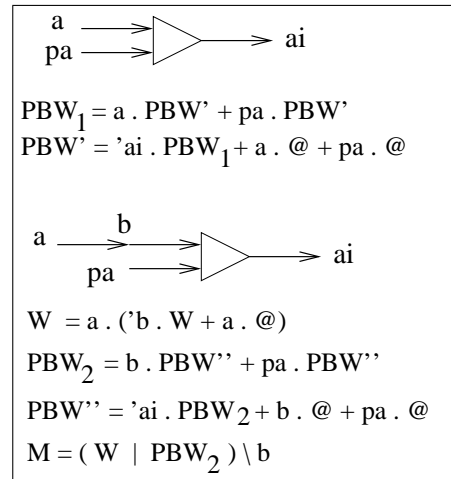 a
pa
ai
PBW1 = a . PBW' + pa . PBW'
PBW' = 'ai . PBW1 + a . @ + pa . @
b
a
pa
ai
W = a . ('b . W + a . @)
PBW2 = b . PBW'' + pa . PBW''
PBW'' = 'ai . PBW2 + b . @ + pa . @
M = ( W | PBW2 ) \ b